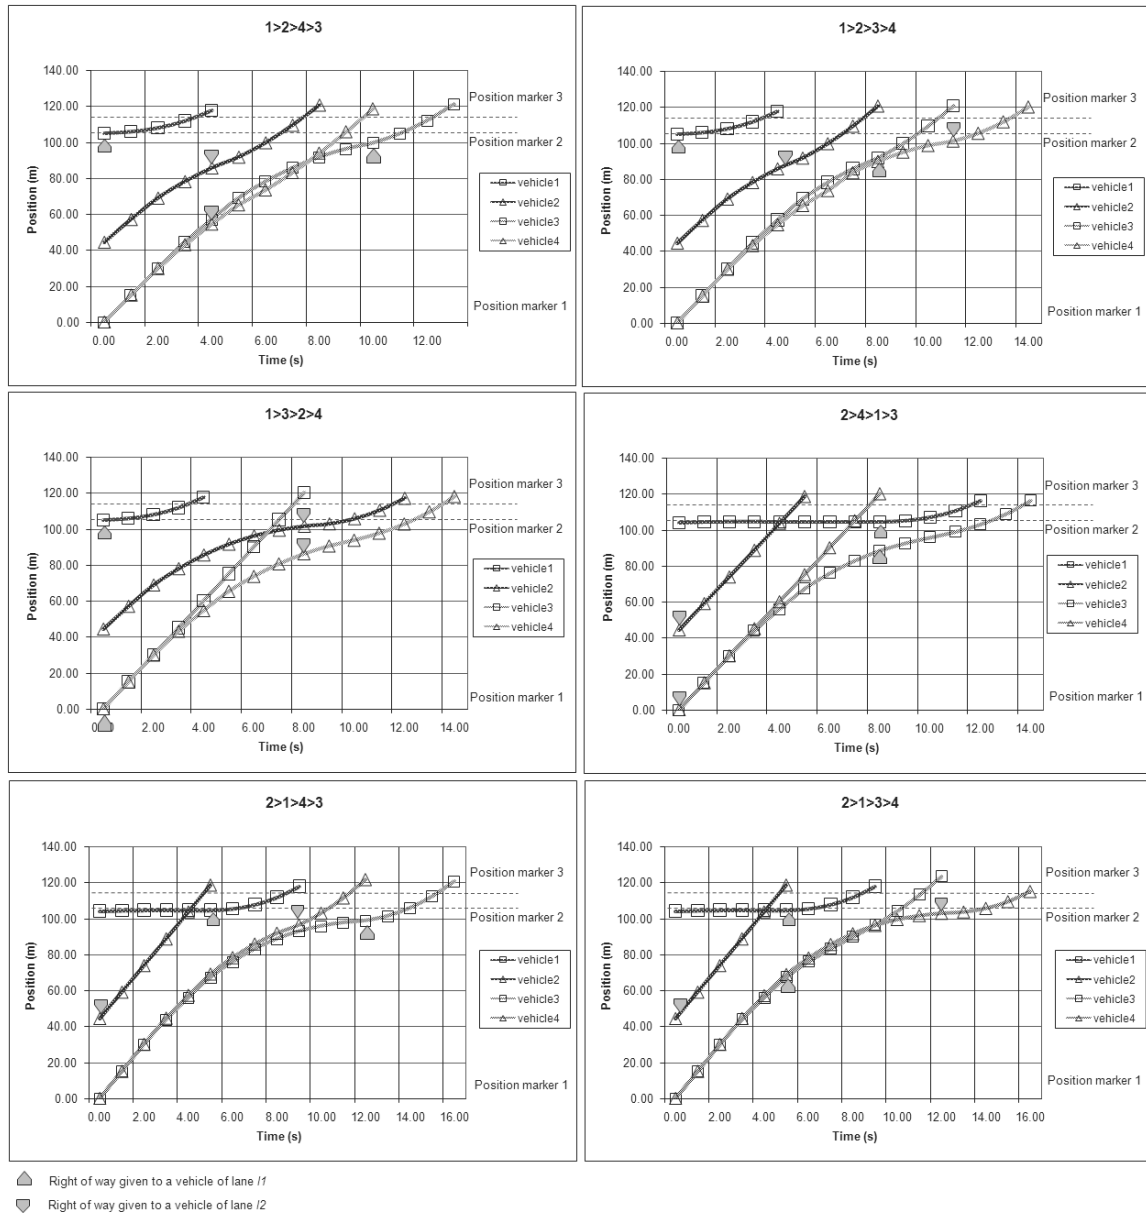 1>2>4>3
140.00
120.00
100.00
80.00
60.00
40.00
20.00
0.00
Position (m)
0.00 2.00 4.00 6.00 8.00 10.00 12.00
Time (s)
Position marker 3
Position marker 2
vehicle1
vehicle2
vehicle3
vehicle4
Position marker 1
1>2>3>4
140.00
120.00
100.00
80.00
60.00
40.00
20.00
0.00
Position (m)
0.00 2.00 4.00 6.00 8.00 10.00 12.00 14.00
Time (s)
Position marker 3
Position marker 2
vehicle1
vehicle2
vehicle3
vehicle4
Position marker 1
1>3>2>4
140.00
120.00
100.00
80.00
60.00
40.00
20.00
0.00
Position (m)
2.00 4.00 6.00 8.00 10.00 12.00 14.00
Time (s)
Position marker 3
Position marker 2
vehicle1
vehicle2
vehicle3
vehicle4
Position marker 1
2>4>1>3
140.00
120.00
100.00
80.00
60.00
40.00
20.00
0.00
Position (m)
0.00 2.00 4.00 6.00 8.00 10.00 12.00 14.00
Time (s)
Position marker 3
Position marker 2
vehicle1
vehicle2
vehicle3
vehicle4
Position marker 1
2>1>4>3
140.00
120.00
100.00
80.00
60.00
40.00
20.00
0.00
Position (m)
0.00 2.00 4.00 6.00 8.00 10.00 12.00 14.00 16.00
Time (s)
Position marker 3
Position marker 2
vehicle1
vehicle2
vehicle3
vehicle4
Position marker 1
2>1>3>4
140.00
120.00
100.00
80.00
60.00
40.00
20.00
0.00
Position (m)
0.00 2.00 4.00 6.00 8.00 10.00 12.00 14.00 16.00
Time (s)
Position marker 3
Position marker 2
vehicle1
vehicle2
vehicle3
vehicle4
Position marker 1
Right of way given to a vehicle of lane l1
Right of way given to a vehicle of lane l2